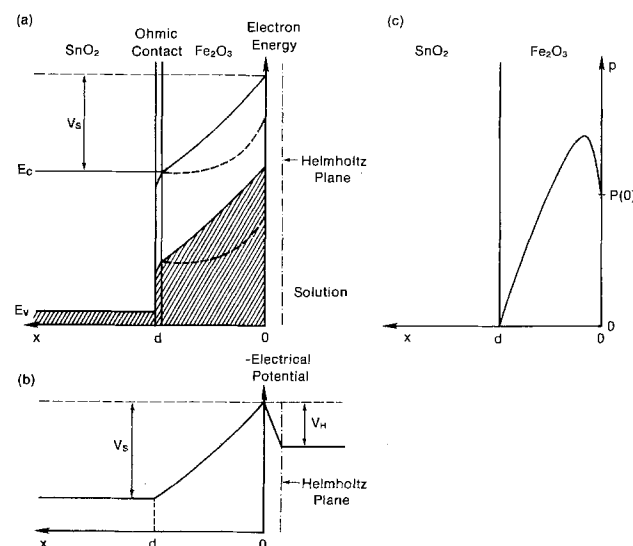 (a)
SnO₂
Ohmic
Contact
Fe₂O₃
Electron
Energy
Vs
Ec
Helmholtz
Plane
Solution
Ev
x
d
0
(b)
-Electrical
Potential
Vs
VH
Helmholtz
Plane
x
d
0
(c)
SnO₂
Fe₂O₃
p
P(0)
0
x
d
0